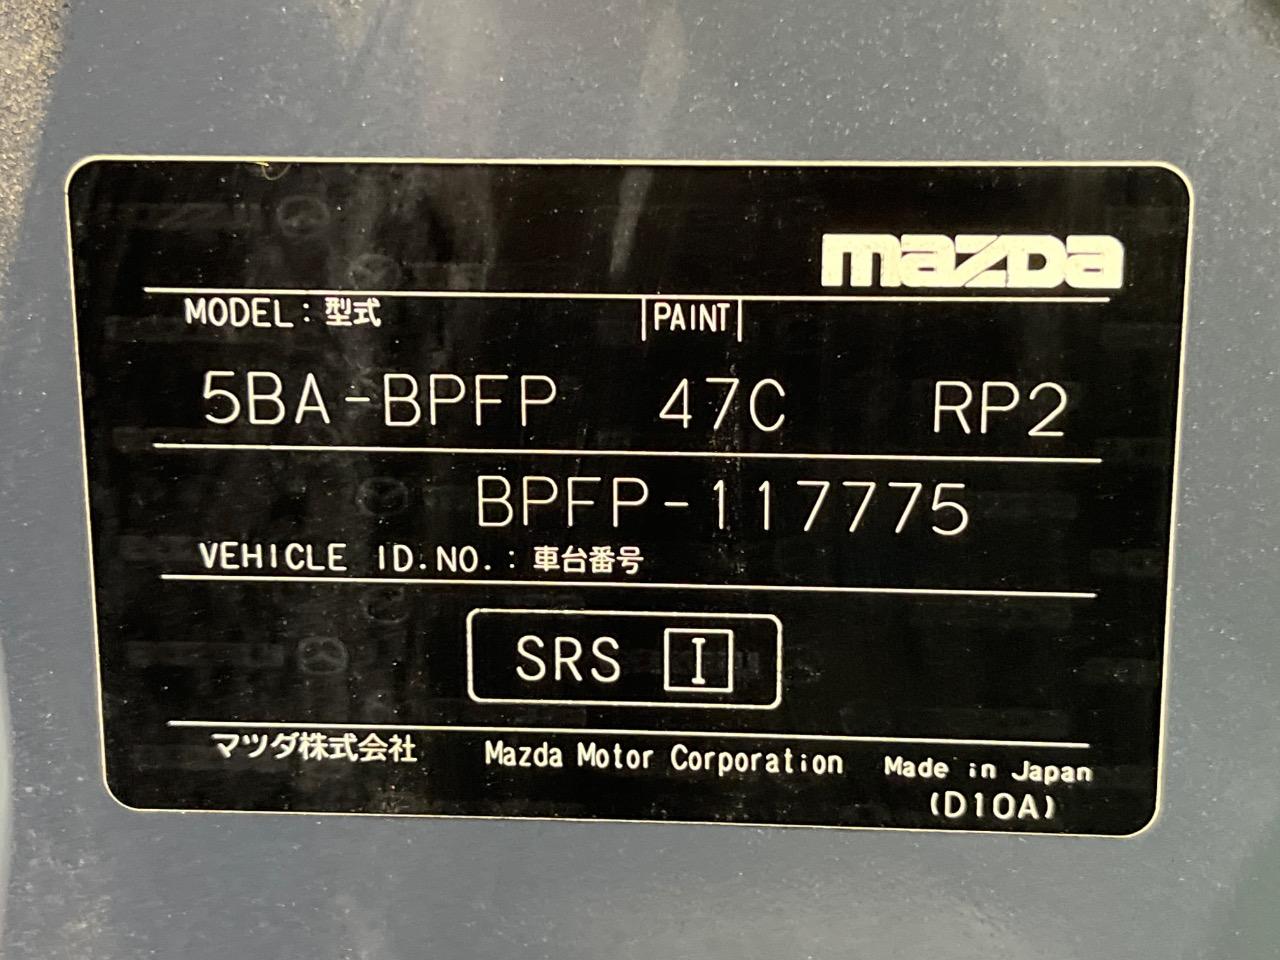 mazda
MODEL : 型式 PAINT
5BA-BPFP 47C RP2
BPFP-117775
VEHICLE ID.NO. : 車台番号
SRS I
マツダ株式会社 Mazda Motor Corporation Made in Japan
(D10A)